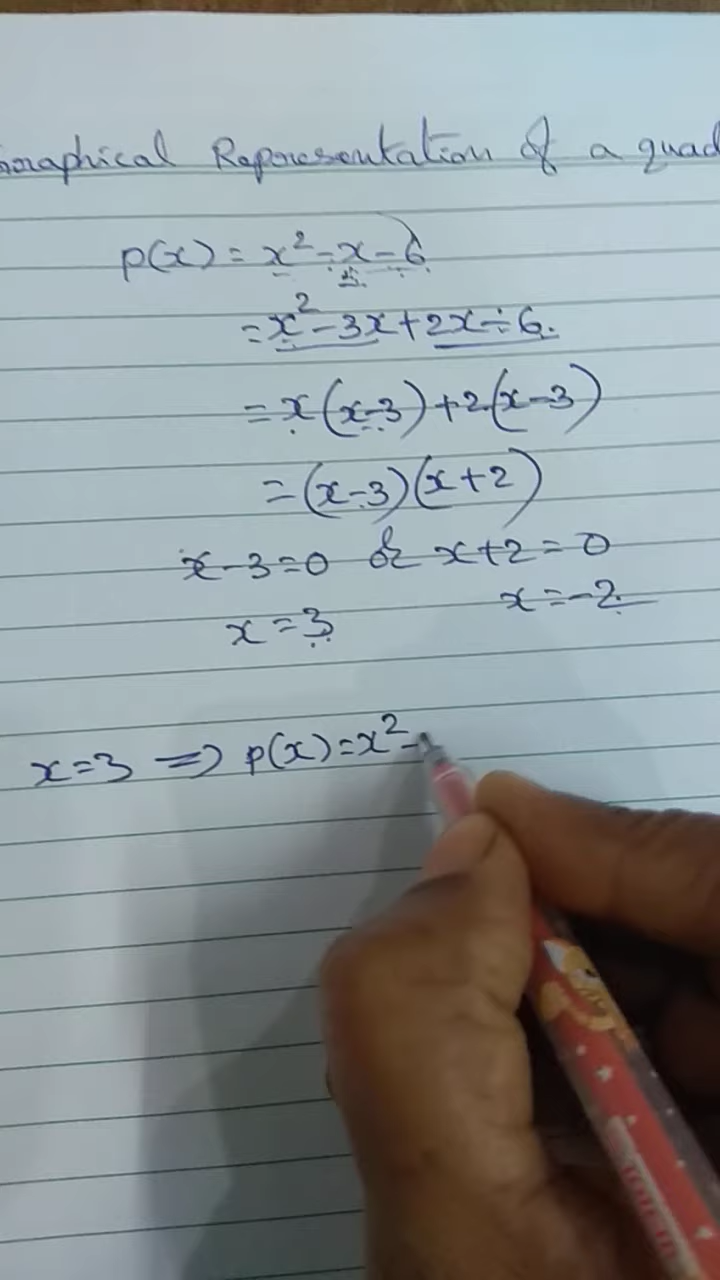 Graphical Representation of a quad
p(x) = x² - x - 6
= x² - 3x + 2x - 6
= x(x-3) + 2(x-3)
= (x-3)(x+2)
x - 3 = 0 or x + 2 = 0
x = 3 x = -2
x = 3 ⇒ p(x) = x² -